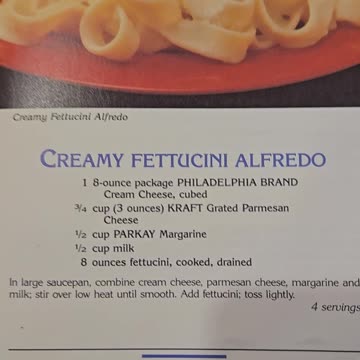 Creamy Fettucini Alfredo
CREAMY FETTUCINI ALFREDO
1 8-ounce package PHILADELPHIA BRAND
Cream Cheese, cubed
¾ cup (3 ounces) KRAFT Grated Parmesan
Cheese
½ cup PARKAY Margarine
½ cup milk
8 ounces fettucini, cooked, drained
In large saucepan, combine cream cheese, parmesan cheese, margarine and
milk; stir over low heat until smooth. Add fettucini; toss lightly.
4 servings